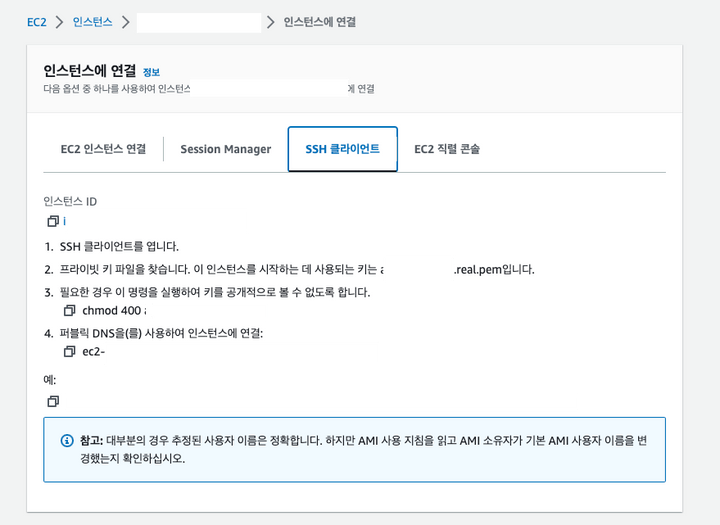 EC2 > 인스턴스 > > 인스턴스에 연결
인스턴스에 연결 정보
다음 옵션 중 하나를 사용하여 인스턴스 에 연결
EC2 인스턴스 연결 Session Manager SSH 클라이언트 EC2 직렬 콘솔
인스턴스 ID
i
1. SSH 클라이언트를 엽니다.
2. 프라이빗 키 파일을 찾습니다. 이 인스턴스를 시작하는 데 사용되는 키는 .real.pem입니다.
3. 필요한 경우 이 명령을 실행하여 키를 공개적으로 볼 수 없도록 합니다.
chmod 400
4. 퍼블릭 DNS을(를) 사용하여 인스턴스에 연결:
ec2-
예:
참고: 대부분의 경우 추정된 사용자 이름은 정확합니다. 하지만 AMI 사용 지침을 읽고 AMI 소유자가 기본 AMI 사용자 이름을 변
경했는지 확인하십시오.